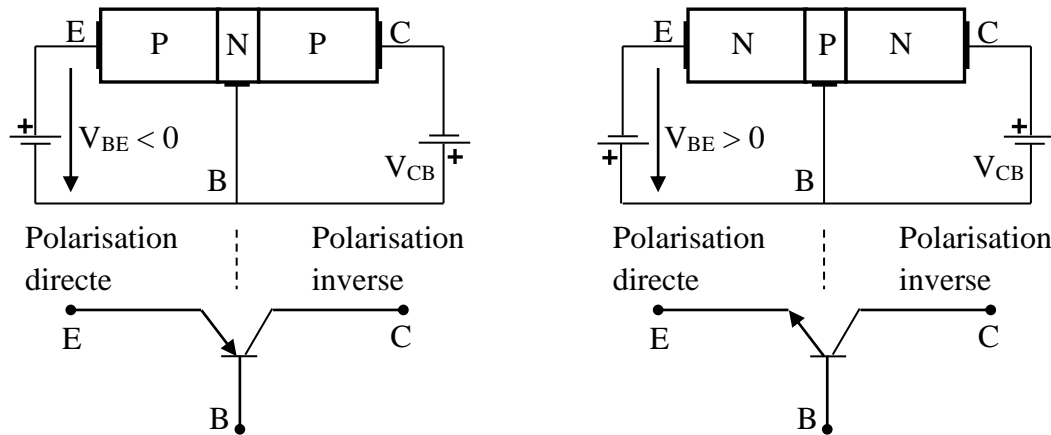 E P N P C
+ V_BE < 0 V_CB +
B
Polarisation directe
Polarisation inverse
E C
B
E N P N C
+ V_BE > 0 + V_CB
B
Polarisation directe
Polarisation inverse
E C
B